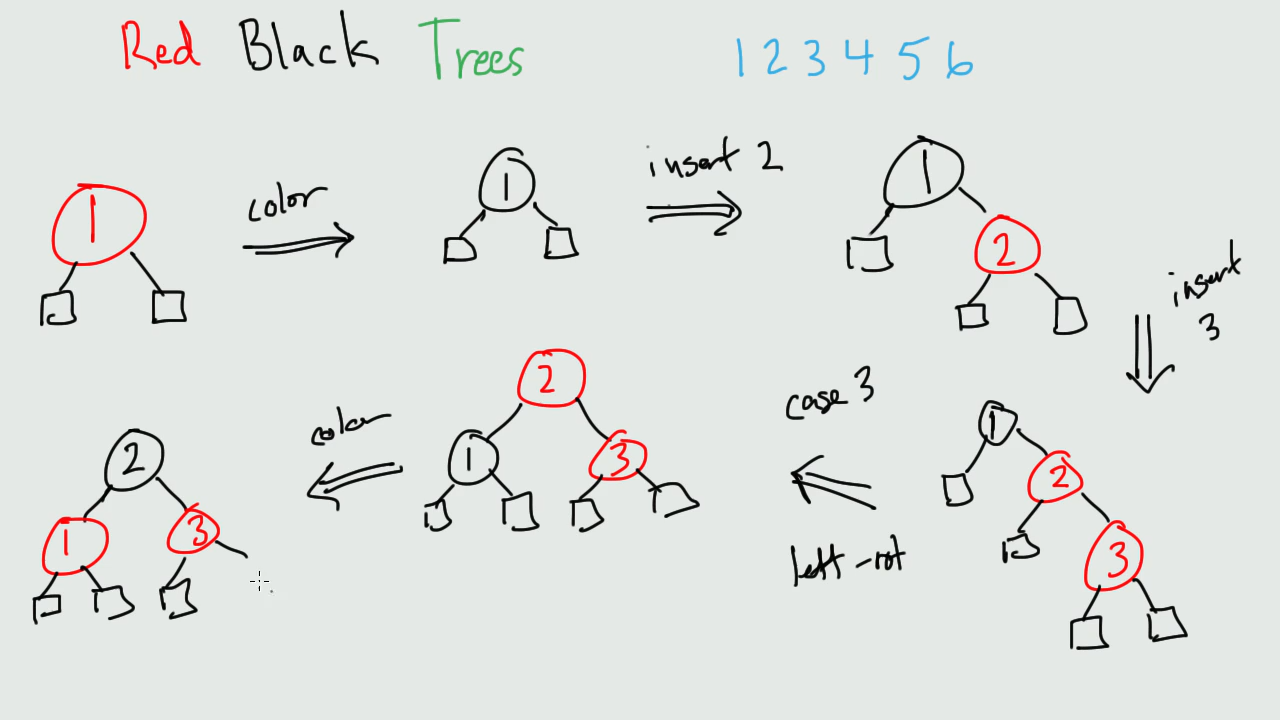 Red Black Trees
1 2 3 4 5 6
1
color
1
insert 2
1
2
insert
3
1
2
3
case 3
left-rot
2
1
3
color
2
1
3